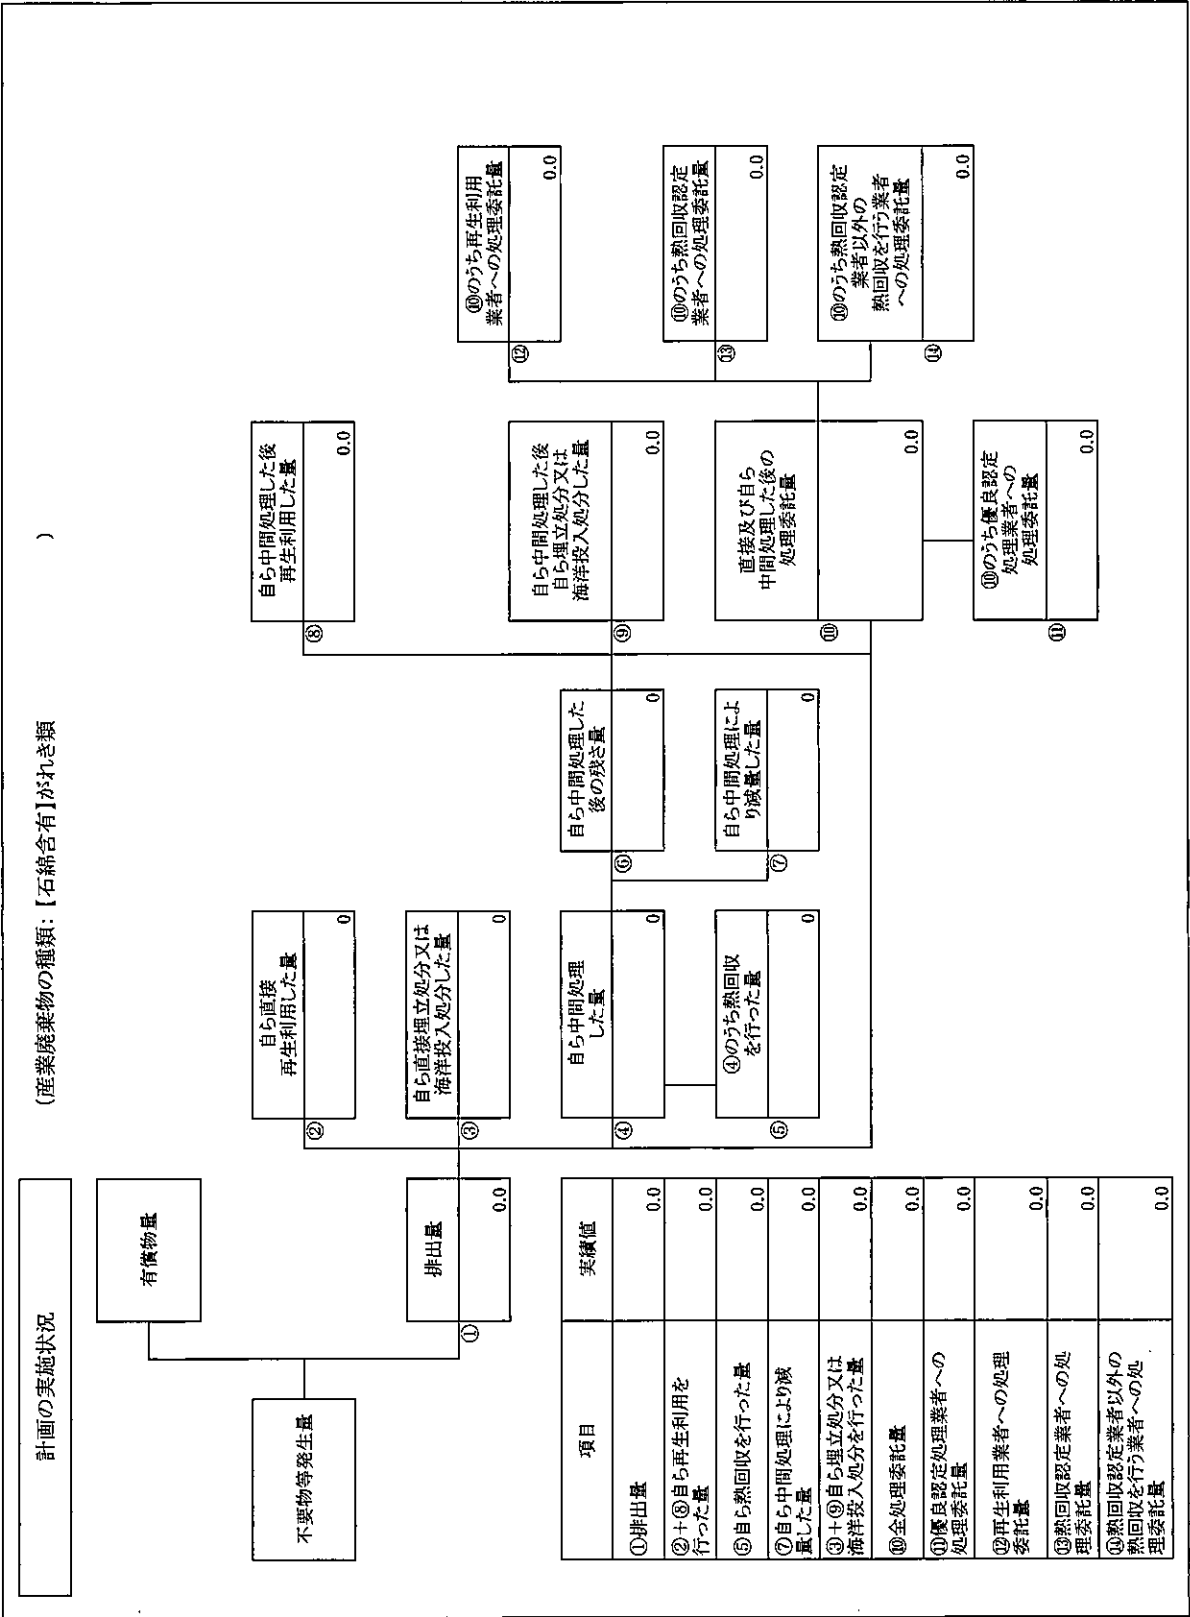 計画の実施状況
(産業廃棄物の種類:【石綿含有】がれき類
)
不要物等発生量
有償物量
排出量
①
0.0
自ら直接
再生利用した量
②
0
自ら直接埋立処分又は
海洋投入処分した量
③
0
自ら中間処理
した量
④
0
④のうち熱回収
を行った量
⑤
0
自ら中間処理した
後の残さ量
⑥
0
自ら中間処理によ
り減量した量
⑦
0
自ら中間処理した後
再生利用した量
⑧
0.0
自ら中間処理した後
自ら埋立処分又は
海洋投入処分した量
⑨
0.0
直接及び自ら
中間処理した後の
処理委託量
⑩
0.0
⑩のうち優良認定
処理業者への
処理委託量
⑪
0.0
⑩のうち再生利用
業者への処理委託量
⑫
0.0
⑩のうち熱回収認定
業者への処理委託量
⑬
0.0
⑩のうち熱回収認定
業者以外の
熱回収を行う業者
への処理委託量
⑭
0.0
項目 実績値
①排出量 0.0
②+⑧自ら再生利用を
行った量 0.0
⑤自ら熱回収を行った量 0.0
⑦自ら中間処理により減
量した量 0.0
③+⑨自ら埋立処分又は
海洋投入処分を行った量 0.0
⑩全処理委託量 0.0
⑪優良認定処理業者への
処理委託量 0.0
⑫再生利用業者への処理
委託量 0.0
⑬熱回収認定業者への処
理委託量 0.0
⑭熱回収認定業者以外の
熱回収を行う業者への処
理委託量 0.0